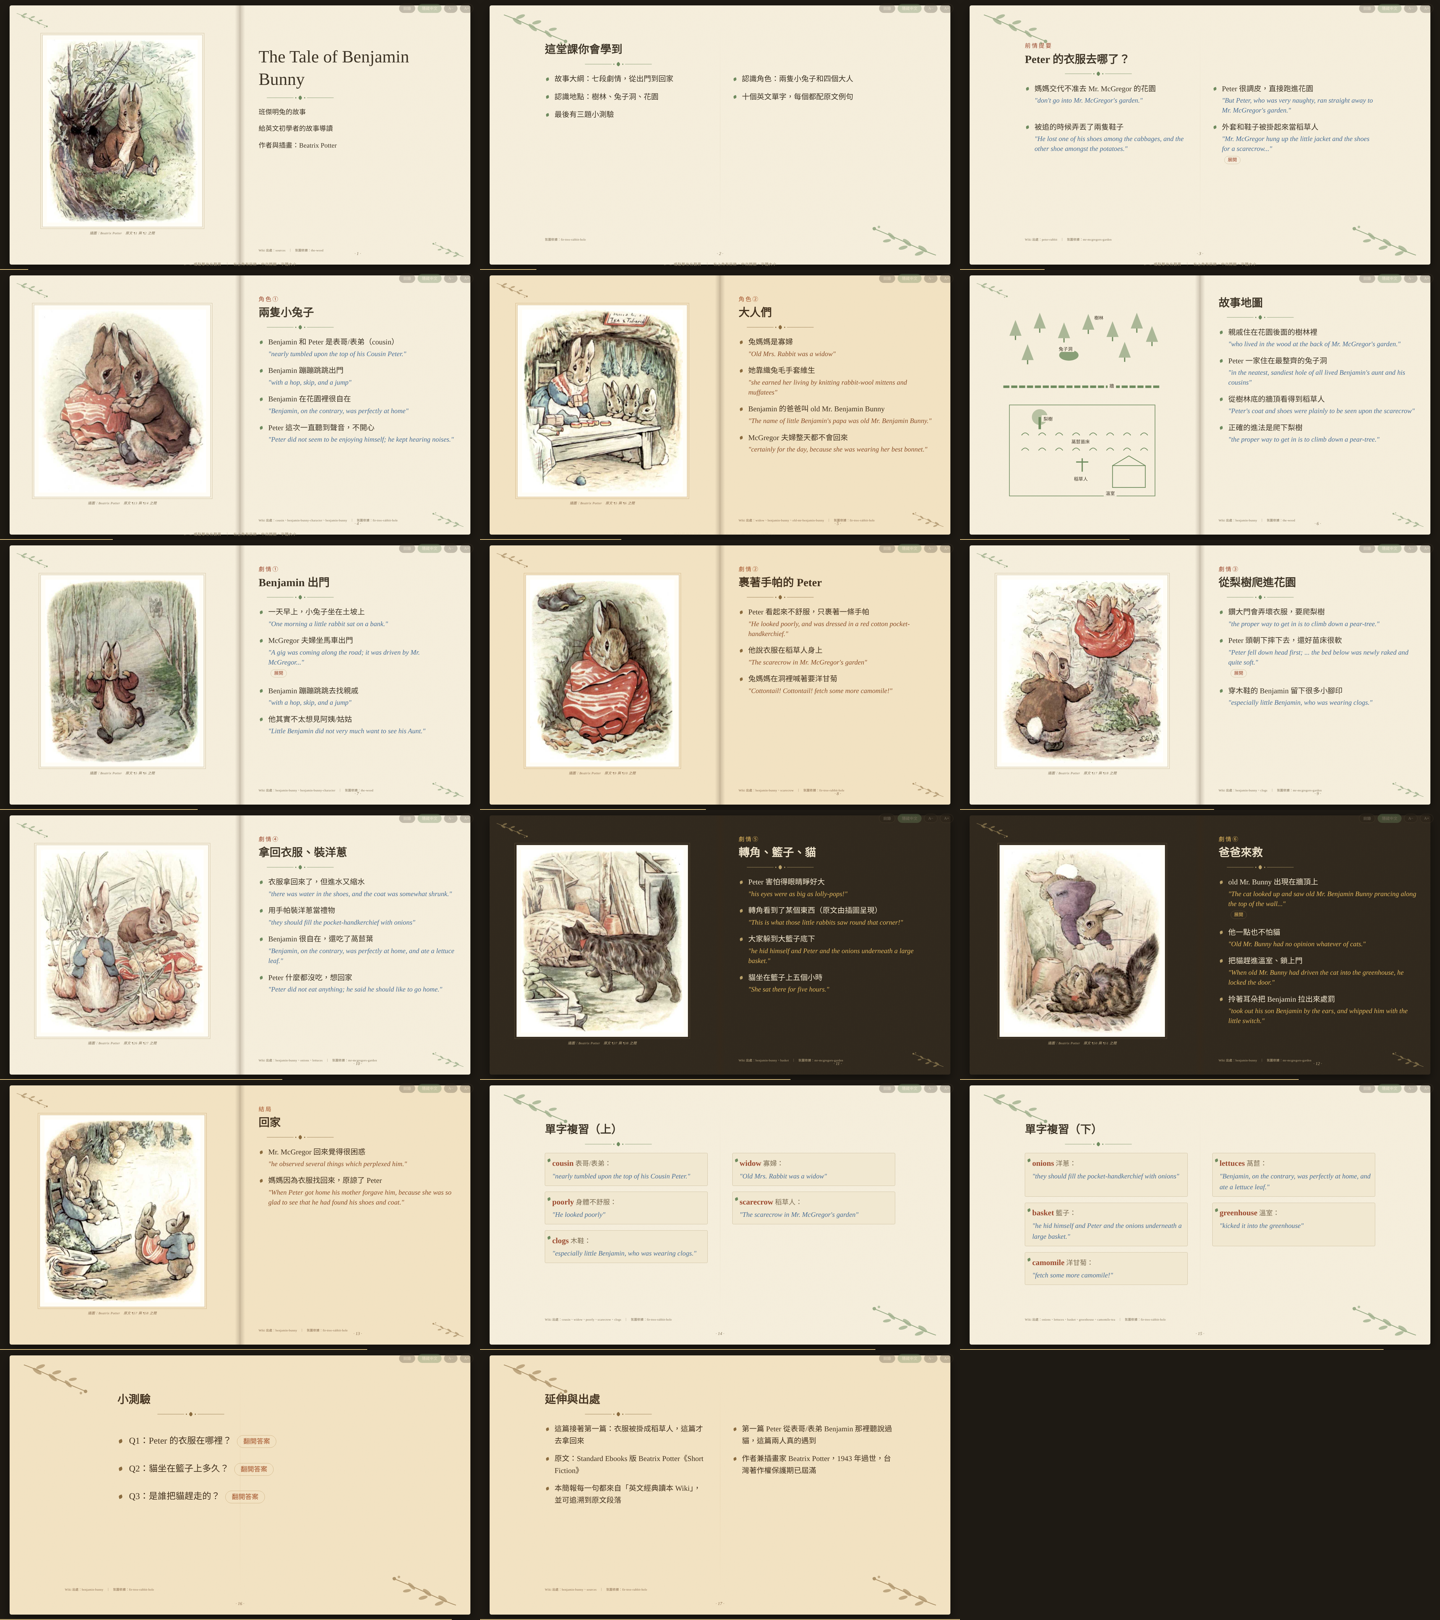 The Tale of Benjamin
Bunny
班傑明兔的故事
給英文初學者的故事導讀
作者與插畫：Beatrix Potter
這堂課你會學到
故事大綱：七段劇情，從出門到回家
認識地點：樹林、兔子洞、花園
最後有三題小測驗
認識角色：兩隻小兔子和四個大人
十個英文單字，每個都配原文例句
前情提要
Peter 的衣服去哪了？
媽媽交代不准去 Mr. McGregor 的花園
"don't go into Mr. McGregor's garden."
被追的時候弄丟了兩隻鞋子
"He lost one of his shoes among the cabbages, and the
other shoe amongst the potatoes."
Peter 很調皮，直接跑進花園
"But Peter, who was very naughty, ran straight away to
Mr. McGregor's garden."
外套和鞋子被掛起來當稻草人
"Mr. McGregor hung up the little jacket and the shoes
for a scarecrow..."
展開
角色①
兩隻小兔子
Benjamin 和 Peter 是表哥/表弟（cousin）
"nearly tumbled upon the top of his Cousin Peter."
Benjamin 蹦蹦跳跳出門
"with a hop, skip, and a jump"
Benjamin 在花園裡很自在
"Benjamin, on the contrary, was perfectly at home"
Peter 這次一直聽到聲音，不開心
"Peter did not seem to be enjoying himself; he kept hearing noises."
角色②
大人們
兔媽媽是寡婦
"Old Mrs. Rabbit was a widow"
她靠織兔毛手套維生
"she earned her living by knitting rabbit-wool mittens and
muffatees"
Benjamin 的爸爸叫 old Mr. Benjamin Bunny
"The name of little Benjamin's papa was old Mr. Benjamin Bunny."
McGregor 夫婦整天都不會回來
"certainly for the day, because she was wearing her best bonnet."
樹林
兔子洞
牆
梨樹
萵苣苗床
稻草人
溫室
故事地圖
親戚住在花園後面的樹林裡
"who lived in the wood at the back of Mr. McGregor's garden."
Peter 一家住在最整齊的兔子洞
"in the neatest, sandiest hole of all lived Benjamin's aunt and his
cousins"
從樹林底的牆頂看得到稻草人
"Peter's coat and shoes were plainly to be seen upon the scarecrow"
正確的進法是爬下梨樹
"the proper way to get in is to climb down a pear-tree."
劇情①
Benjamin 出門
一天早上，小兔子坐在土坡上
"One morning a little rabbit sat on a bank."
McGregor 夫婦坐馬車出門
"A gig was coming along the road; it was driven by Mr.
McGregor..."
展開
Benjamin 蹦蹦跳跳去找親戚
"with a hop, skip, and a jump"
他其實不太想見阿姨/姑姑
"Little Benjamin did not very much want to see his Aunt."
劇情②
裹著手帕的 Peter
Peter 看起來不舒服，只裹著一條手帕
"He looked poorly, and was dressed in a red cotton pocket-
handkerchief."
他說衣服在稻草人身上
"The scarecrow in Mr. McGregor's garden"
兔媽媽在洞裡喊著要洋甘菊
"Cottontail! Cottontail! fetch some more camomile!"
劇情③
從梨樹爬進花園
鑽大門會弄壞衣服，要爬梨樹
"the proper way to get in is to climb down a pear-tree."
Peter 頭朝下摔下去，還好苗床很軟
"Peter fell down head first; ... the bed below was newly raked and
quite soft."
展開
穿木鞋的 Benjamin 留下很多小腳印
"especially little Benjamin, who was wearing clogs."
劇情④
拿回衣服、裝洋蔥
衣服拿回來了，但進水又縮水
"there was water in the shoes, and the coat was somewhat shrunk."
用手帕裝洋蔥當禮物
"they should fill the pocket-handkerchief with onions"
Benjamin 很自在，還吃了萵苣葉
"Benjamin, on the contrary, was perfectly at home, and ate a lettuce
leaf."
Peter 什麼都沒吃，想回家
"Peter did not eat anything; he said he should like to go home."
劇情⑤
轉角、籃子、貓
Peter 害怕得眼睛睜好大
"his eyes were as big as lolly-pops!"
轉角看到了某個東西（原文由插圖呈現）
"This is what those little rabbits saw round that corner!"
大家躲到大籃子底下
"he hid himself and Peter and the onions underneath a large
basket."
貓坐在籃子上五個小時
"She sat there for five hours."
劇情⑥
爸爸來救
old Mr. Bunny 出現在牆頂上
"The cat looked up and saw old Mr. Benjamin Bunny prancing along
the top of the wall..."
展開
他一點也不怕貓
"Old Mr. Bunny had no opinion whatever of cats."
把貓趕進溫室、鎖上門
"When old Mr. Bunny had driven the cat into the greenhouse, he
locked the door."
拎著耳朵把 Benjamin 拉出來處罰
"took out his son Benjamin by the ears, and whipped him with the
little switch."
結局
回家
Mr. McGregor 回來覺得很困惑
"he observed several things which perplexed him."
媽媽因為衣服找回來，原諒了 Peter
"When Peter got home his mother forgave him, because she was so
glad to see that he had found his shoes and coat."
單字複習（上）
cousin 表哥/表弟：
"nearly tumbled upon the top of his Cousin Peter."
poorly 身體不舒服：
"He looked poorly"
clogs 木鞋：
"especially little Benjamin, who was wearing clogs."
widow 寡婦：
"Old Mrs. Rabbit was a widow"
scarecrow 稻草人：
"The scarecrow in Mr. McGregor's garden"
單字複習（下）
onions 洋蔥：
"they should fill the pocket-handkerchief with onions"
basket 籃子：
"he hid himself and Peter and the onions underneath a
large basket."
camomile 洋甘菊：
"fetch some more camomile!"
lettuces 萵苣：
"Benjamin, on the contrary, was perfectly at home, and
ate a lettuce leaf."
greenhouse 溫室：
"kicked it into the greenhouse"
小測驗
Q1：Peter 的衣服在哪裡？ 翻開答案
Q2：貓坐在籃子上多久？ 翻開答案
Q3：是誰把貓趕走的？ 翻開答案
延伸與出處
這篇接著第一篇：衣服被掛成稻草人，這篇才
去拿回來
原文：Standard Ebooks 版 Beatrix Potter《Short
Fiction》
本簡報每一句都來自「英文經典讀本 Wiki」，
並可追溯到原文段落
第一篇 Peter 從表哥/表弟 Benjamin 那裡聽說過
貓，這篇兩人真的遇到
作者兼插畫家 Beatrix Potter，1943 年過世，台
灣著作權保護期已屆滿